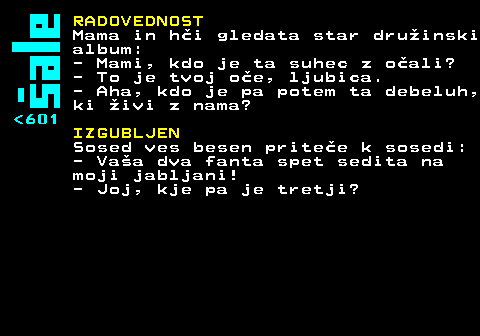 Šale
<601
RADOVEDNOST
Mama in hči gledata star družinski
album:
- Mami, kdo je ta suhec z očali?
- To je tvoj oče, ljubica.
- Aha, kdo je pa potem ta debeluh,
ki živi z nama?
IZGUBLJEN
Sosed ves besen priteče k sosedi:
- Vaša dva fanta spet sedita na
moji jabljani!
- Joj, kje pa je tretji?